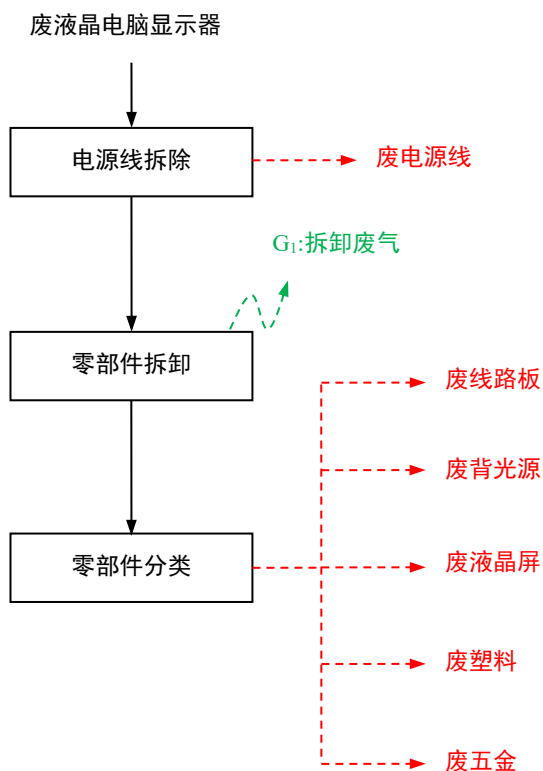 废液晶电脑显示器
电源线拆除
废电源线
G₁:拆卸废气
零部件拆卸
废线路板
废背光源
零部件分类
废液晶屏
废塑料
废五金